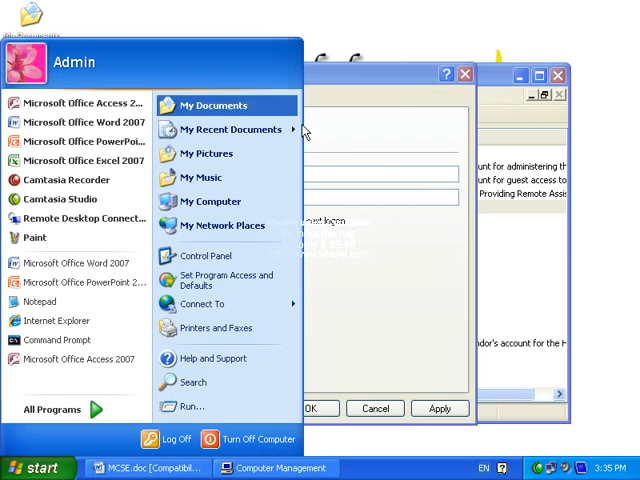 My Documents
Admin
Microsoft Office Access 2...
Microsoft Office Word 2007
Microsoft Office PowerPoi...
Microsoft Office Excel 2007
Camtasia Recorder
Camtasia Studio
Remote Desktop Connect...
Paint
Microsoft Office Word 2007
Microsoft Office PowerPoint 2...
Notepad
Internet Explorer
Command Prompt
Microsoft Office Access 2007
All Programs
My Documents
My Recent Documents
My Pictures
My Music
My Computer
My Network Places
Control Panel
Set Program Access and
Defaults
Connect To
Printers and Faxes
Help and Support
Search
Run...
Log Off
Turn Off Computer
logon
OK
Cancel
Apply
unt for administering th
unt for guest access to
Providing Remote Assis
ndor's account for the H
start
MCSE.doc [Compatibil...
Computer Management
EN
3:35 PM